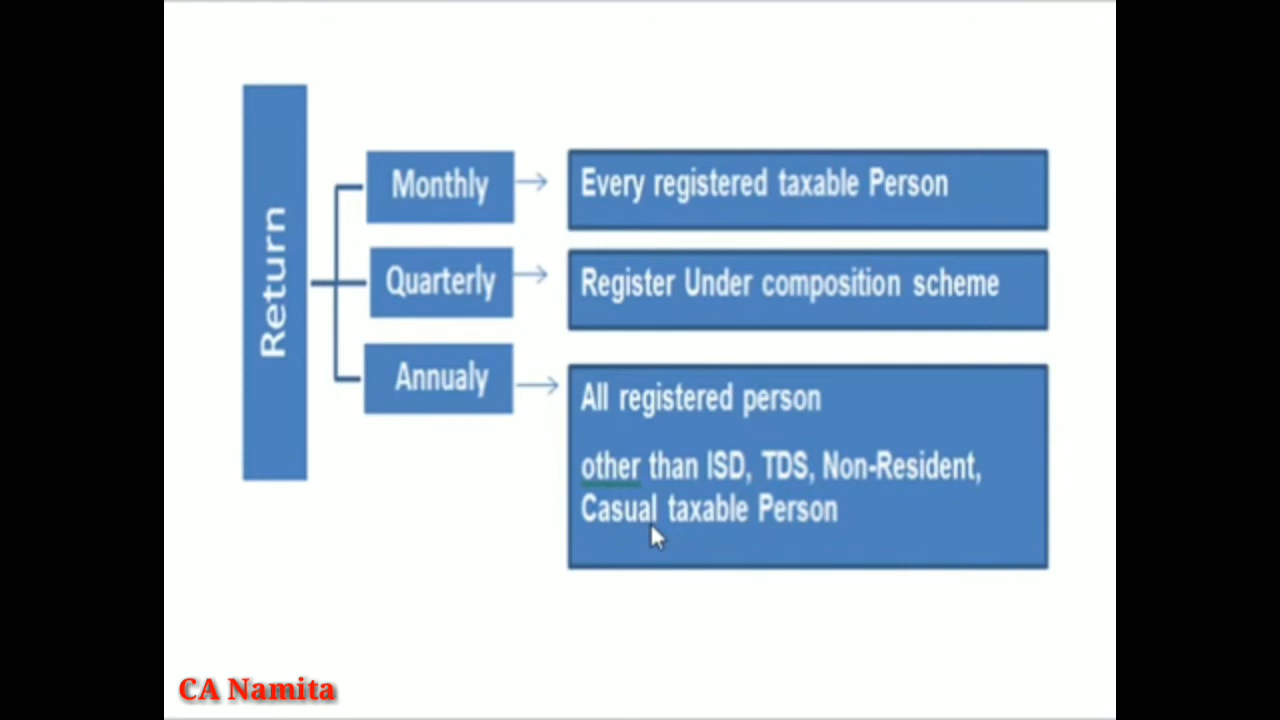 Return
Monthly
Every registered taxable Person
Quarterly
Register Under composition scheme
Annualy
All registered person
other than ISD, TDS, Non-Resident,
Casual taxable Person
CA Namita